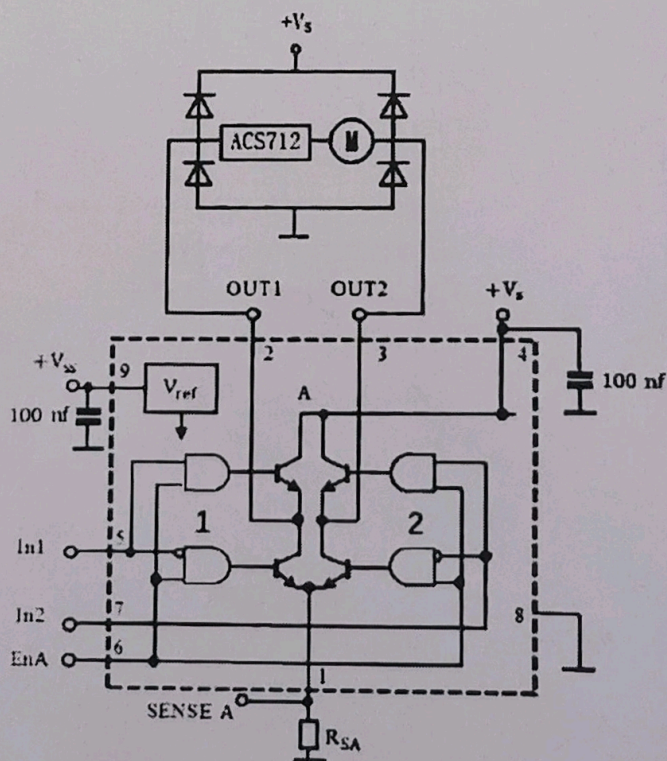 +Vs
ACS712
M
OUT1
OUT2
+Vs
2
3
4
+Vss
9
Vref
A
100 nf
100 nf
1
2
In1
5
In2
7
8
EnA
6
1
SENSE A
RSA